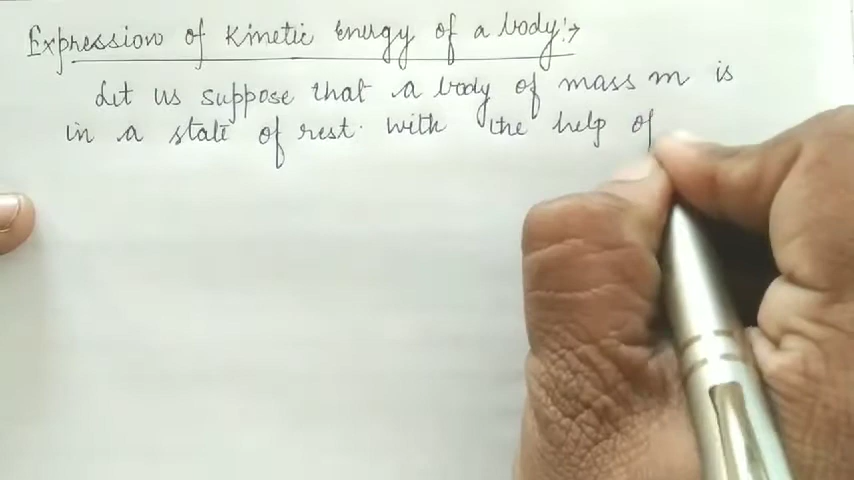 Expression of Kinetic Energy of a body:→
Let us suppose that a body of mass m is
in a state of rest. With the help of